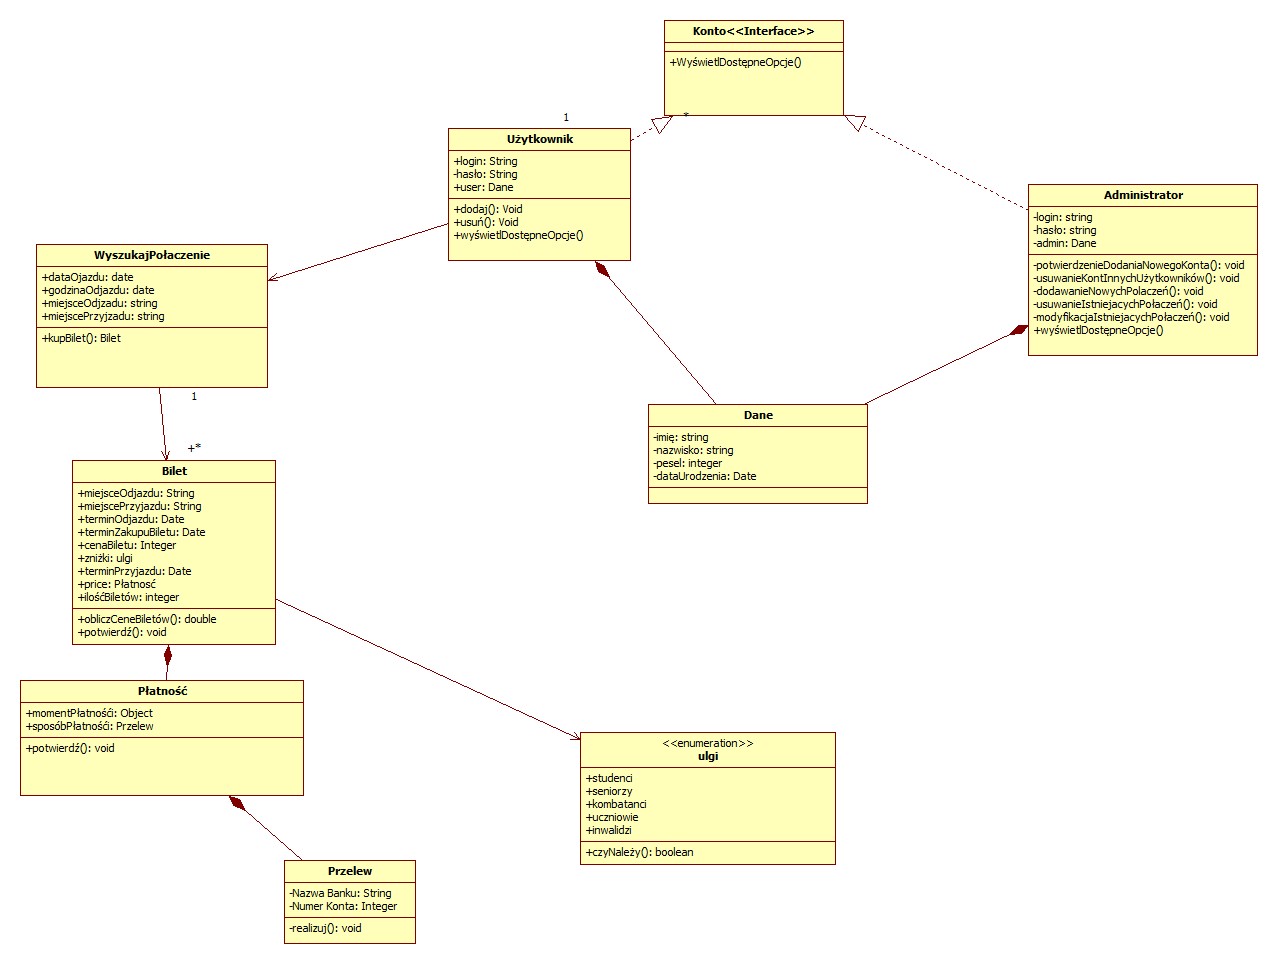 Konto<<Interface>>
+WyświetlDostępneOpcje()
1
*
Użytkownik
+login: String
-hasło: String
+user: Dane
+dodaj(): Void
+usuń(): Void
+wyświetlDostępneOpcje()
Administrator
-login: string
-hasło: string
-admin: Dane
-potwierdzenieDodaniaNowegoKonta(): void
-usuwanieKontInnychUżytkowników(): void
-dodawanieNowychPolaczeń(): void
-usuwanieIstniejacychPołaczeń(): void
-modyfikacjaIstniejacychPołaczeń(): void
+wyświetlDostępneOpcje()
WyszukajPołaczenie
+dataOjazdu: date
+godzinaOdjazdu: date
+miejsceOdjzadu: string
+miejscePrzyjzadu: string
+kupBilet(): Bilet
1
+*
Dane
-imię: string
-nazwisko: string
-pesel: integer
-dataUrodzenia: Date
Bilet
+miejsceOdjazdu: String
+miejscePrzyjazdu: String
+terminOdjazdu: Date
+terminZakupuBiletu: Date
+cenaBiletu: Integer
+zniżki: ulgi
+terminPrzyjazdu: Date
+price: Płatnosć
+ilośćBiletów: integer
+obliczCeneBiletów(): double
+potwierdź(): void
Płatność
+momentPłatnośći: Object
+sposóbPłatnośći: Przelew
+potwierdź(): void
<<enumeration>>
ulgi
+studenci
+seniorzy
+kombatanci
+uczniowie
+inwalidzi
+czyNależy(): boolean
Przelew
-Nazwa Banku: String
-Numer Konta: Integer
-realizuj(): void